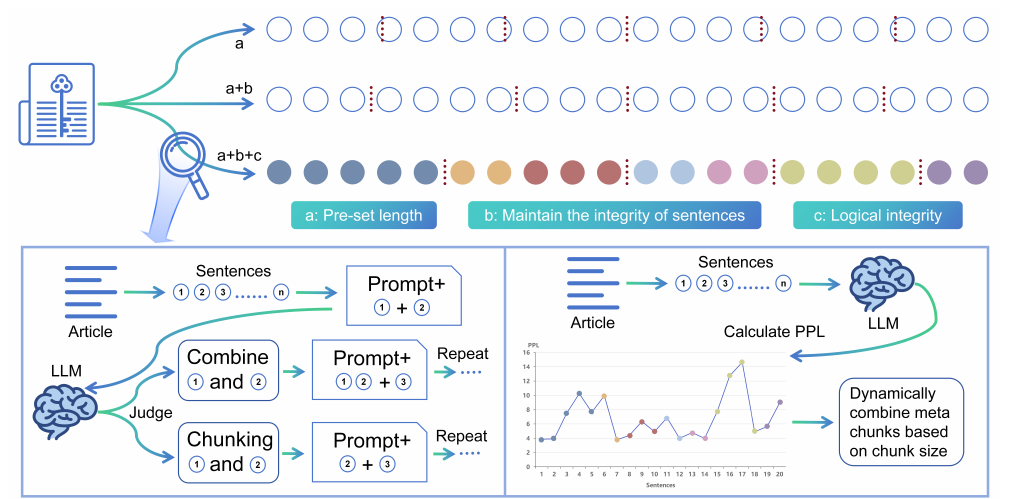 a
a+b
a+b+c
a: Pre-set length
b: Maintain the integrity of sentences
c: Logical integrity
Article
Sentences
1 2 3 ...... n
Prompt+
1 + 2
LLM
Judge
Combine
1 and 2
Prompt+
1 2 + 3
Repeat
.....
Chunking
1 and 2
Prompt+
2 + 3
Repeat
.....
Article
Sentences
1 2 3 ...... n
LLM
Calculate PPL
PPL
16
14
12
10
8
6
4
2
0
1 2 3 4 5 6 7 8 9 10 11 12 13 14 15 16 17 18 19 20
Sentences
Dynamically
combine meta
chunks based
on chunk size